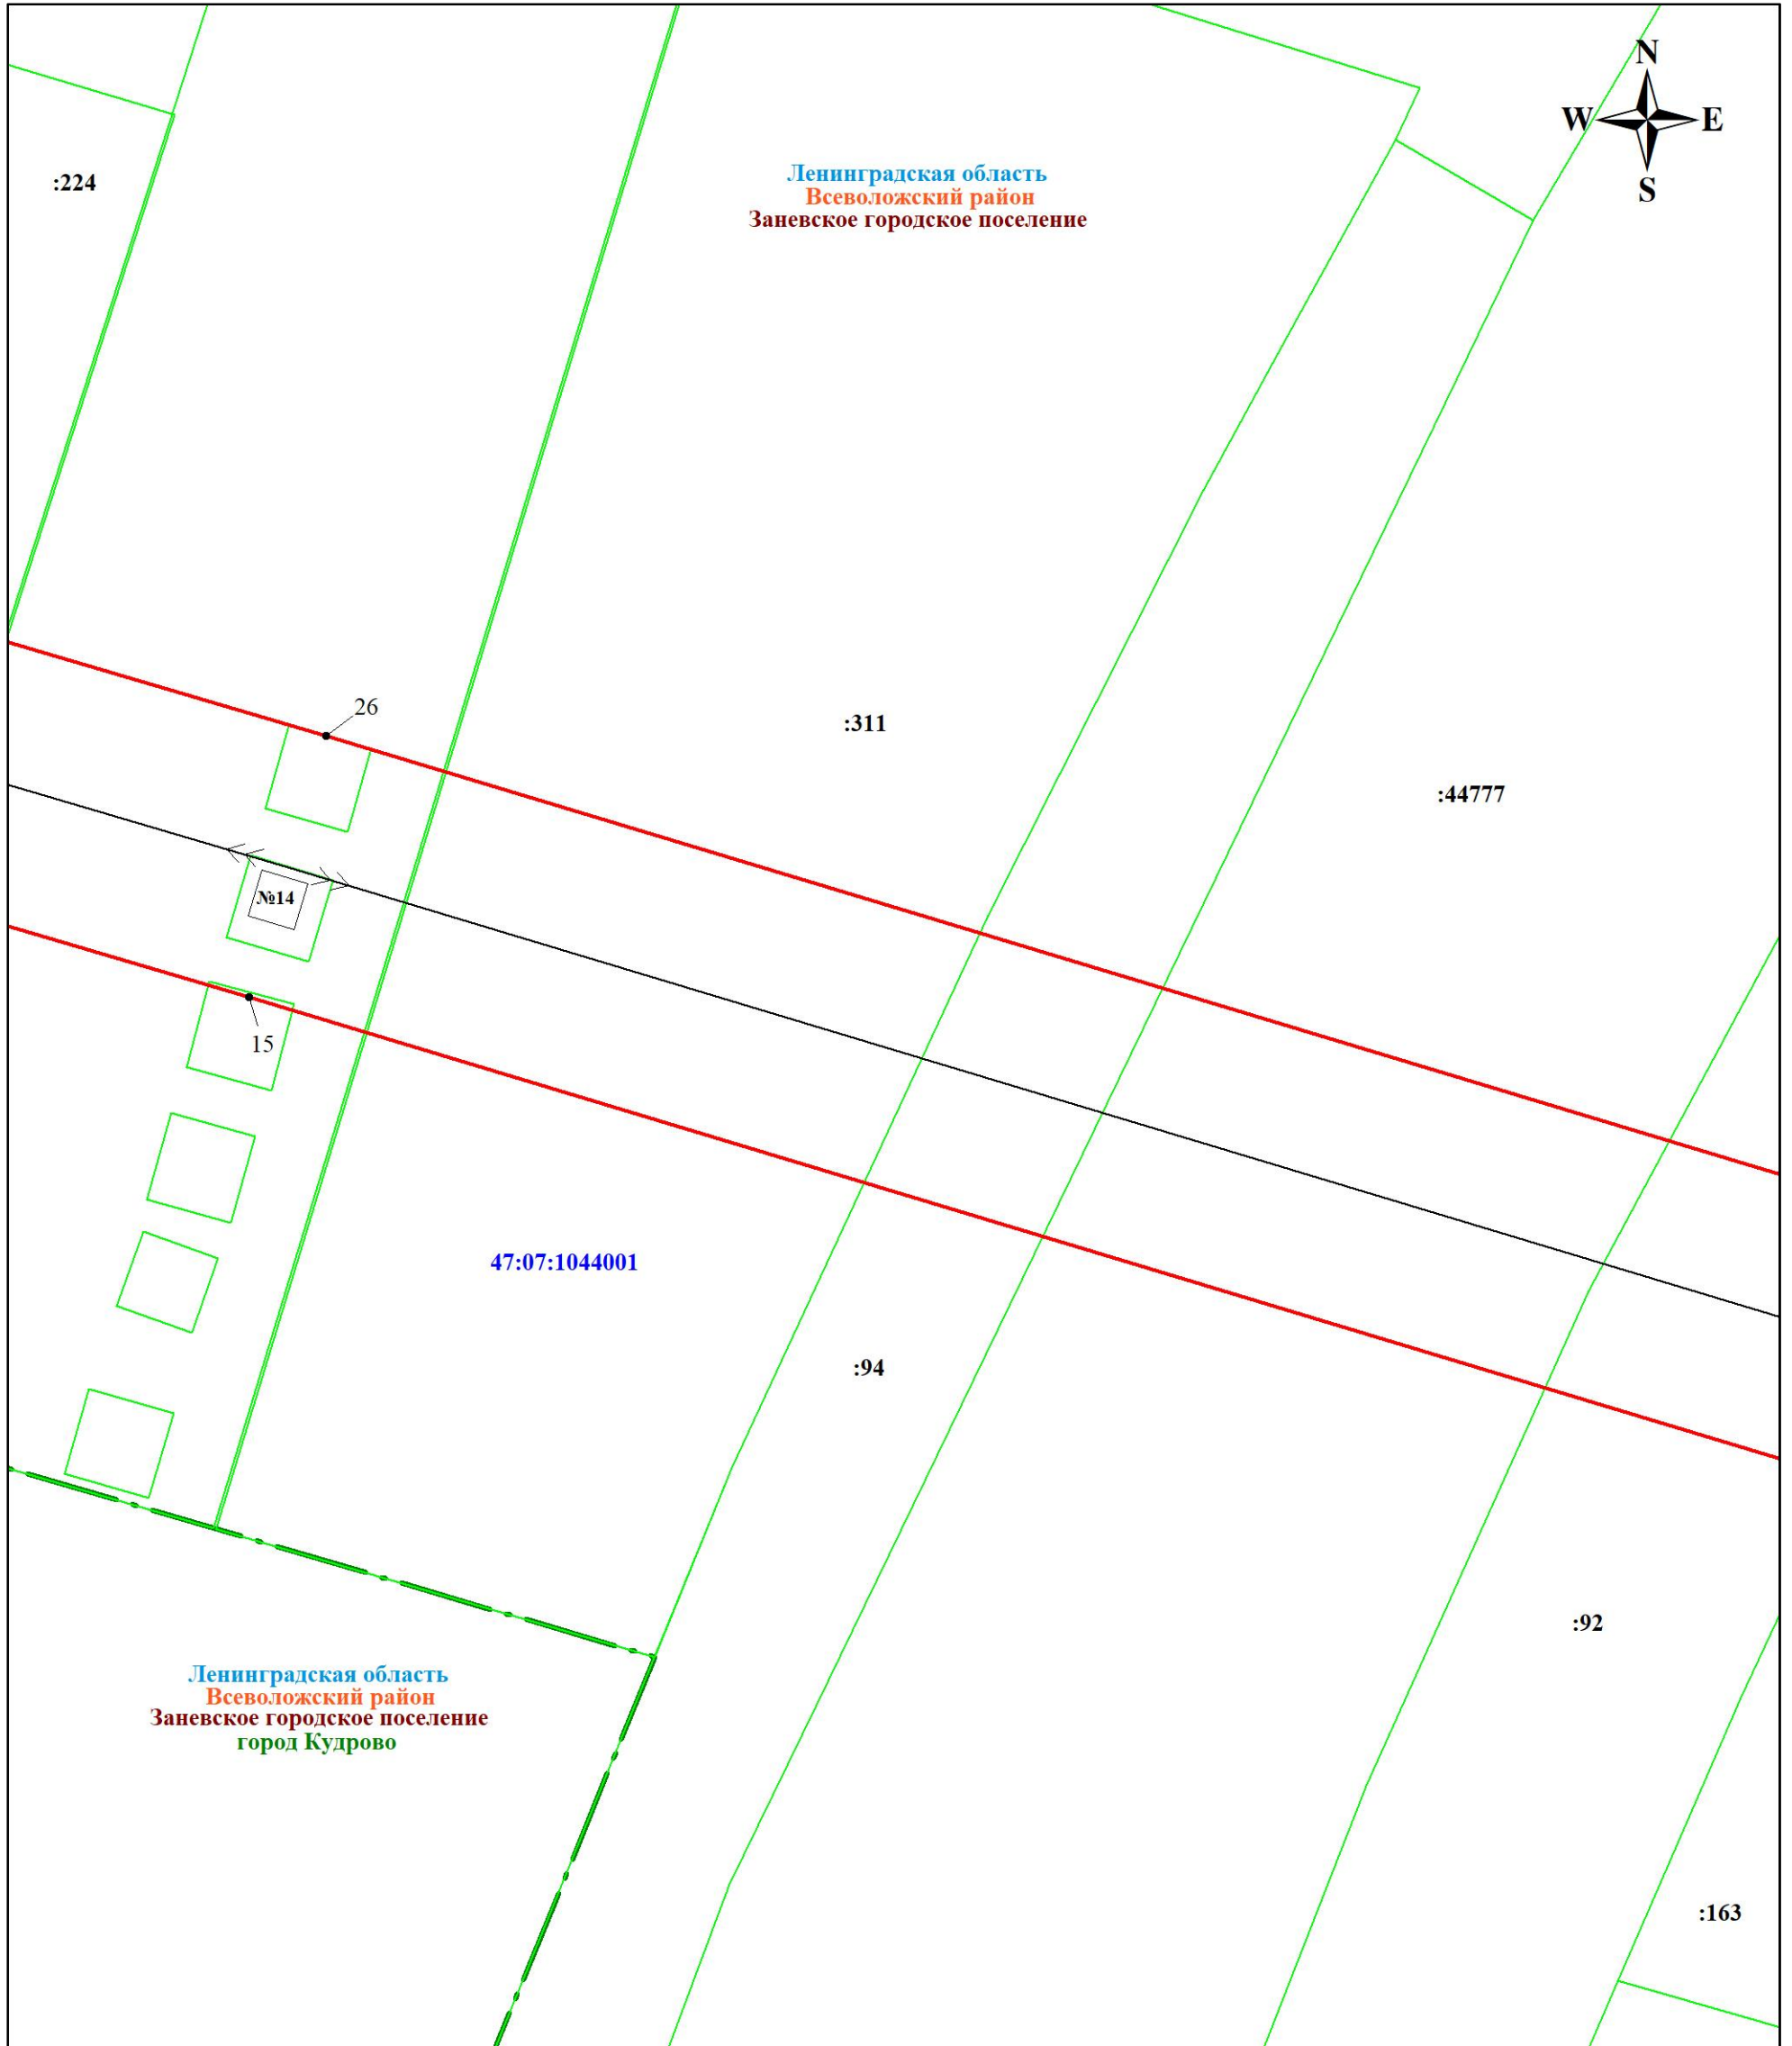 N
W E
S
:224
Ленинградская область
Всеволожский район
Заневское городское поселение
26
:311
:44777
№14
15
47:07:1044001
:94
:92
Ленинградская область
Всеволожский район
Заневское городское поселение
город Кудрово
:163